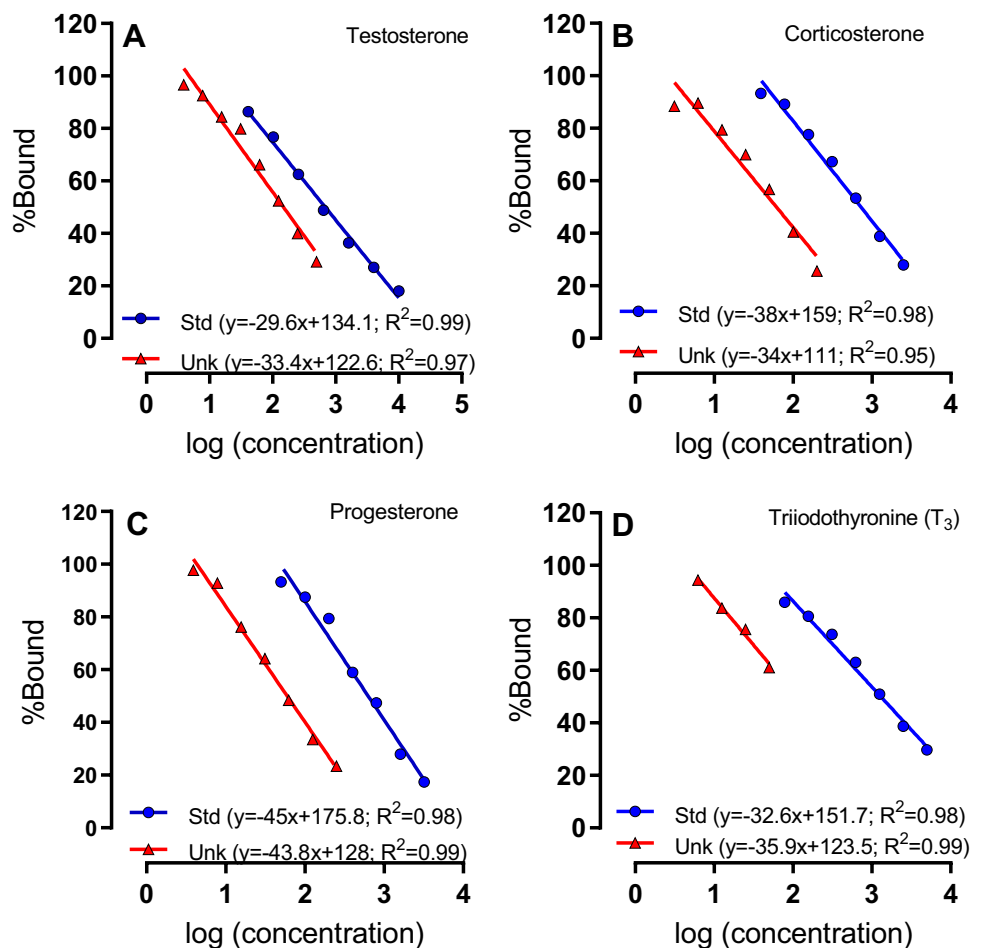 A
Testosterone
120
100
80
60
40
20
0
%Bound
Std (y=-29.6x+134.1; R²=0.99)
Unk (y=-33.4x+122.6; R²=0.97)
0 1 2 3 4 5
log (concentration)
B
Corticosterone
120
100
80
60
40
20
0
%Bound
Std (y=-38x+159; R²=0.98)
Unk (y=-34x+111; R²=0.95)
0 1 2 3 4
log (concentration)
C
Progesterone
120
100
80
60
40
20
0
%Bound
Std (y=-45x+175.8; R²=0.98)
Unk (y=-43.8x+128; R²=0.99)
0 1 2 3 4
log (concentration)
D
Triiodothyronine (T₃)
120
100
80
60
40
20
0
%Bound
Std (y=-32.6x+151.7; R²=0.98)
Unk (y=-35.9x+123.5; R²=0.99)
0 1 2 3 4
log (concentration)